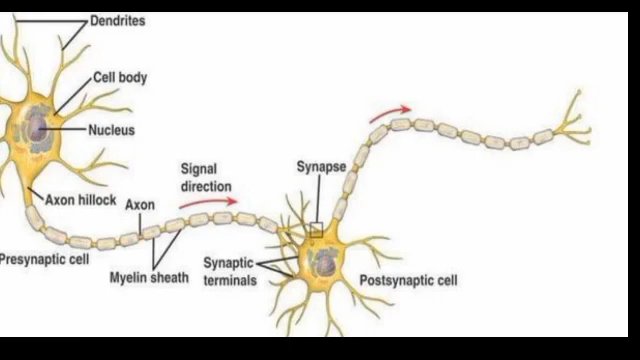 Dendrites
Cell body
Nucleus
Axon hillock
Axon
Signal
direction
Synapse
Presynaptic cell
Myelin sheath
Synaptic
terminals
Postsynaptic cell